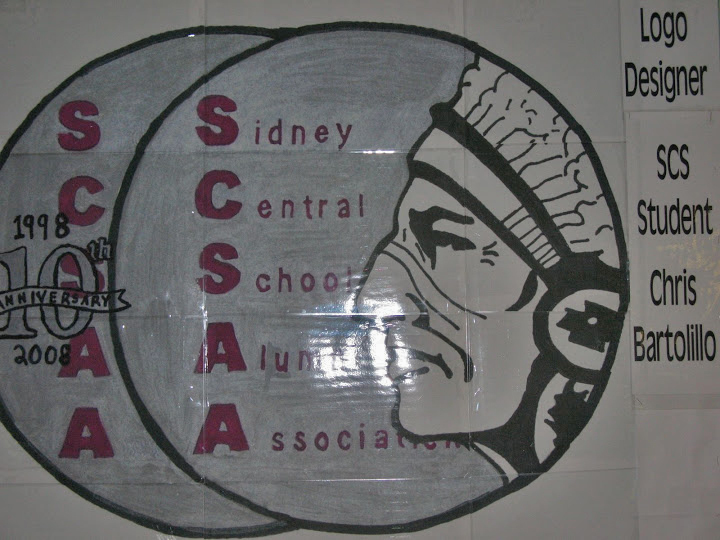 S
C
S
A
A
1998
10th
ANNIVERSARY
2008
Sidney
Central
School
Alumni
Association
Logo
Designer
SCS
Student
Chris
Bartolillo